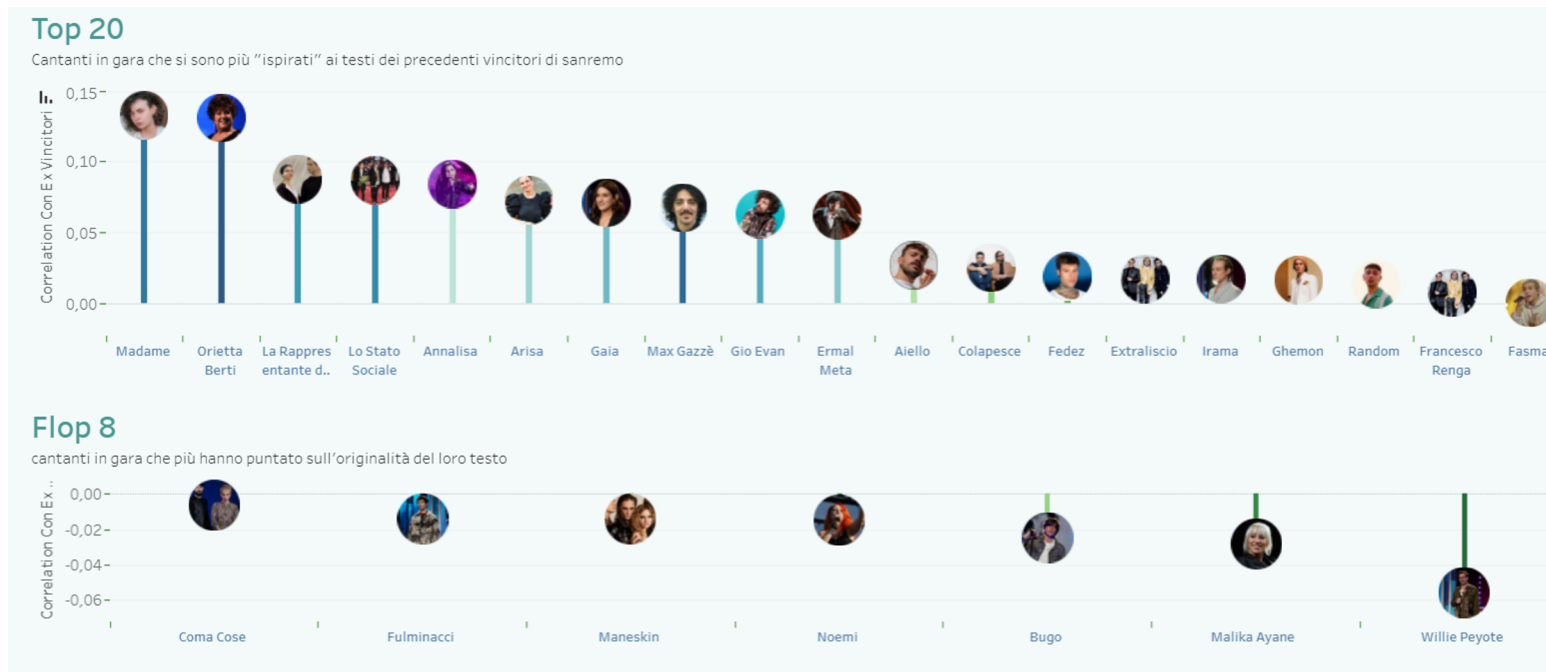 Top 20
Cantanti in gara che si sono più "ispirati" ai testi dei precedenti vincitori di sanremo
Correlation Con Ex Vincitori
0,15
0,10
0,05
0,00
Madame
Orietta Berti
La Rappres entante d..
Lo Stato Sociale
Annalisa
Arisa
Gaia
Max Gazzè
Gio Evan
Ermal Meta
Aiello
Colapesce
Fedez
Extraliscio
Irama
Ghemon
Random
Francesco Renga
Fasma
Flop 8
cantanti in gara che più hanno puntato sull'originalità del loro testo
Correlation Con Ex ..
0,00
-0,02
-0,04
-0,06
Coma Cose
Fulminacci
Maneskin
Noemi
Bugo
Malika Ayane
Willie Peyote